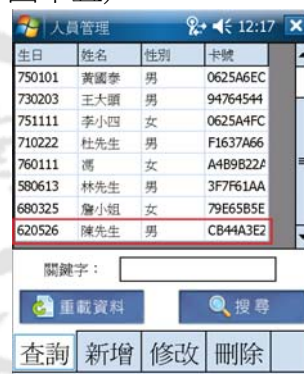 人員管理 12:17
生日 姓名 性別 卡號
750101 黃國泰 男 0625A6EC
730203 王大頭 男 94764544
751111 李小四 女 0625A4FC
710222 杜先生 男 F1637A66
760111 馮 女 A4B9B22A
580613 林先生 男 3F7F61AA
680325 詹小姐 女 79E65B5E
620526 陳先生 男 CB44A3E2
關鍵字：
重載資料 搜尋
查詢 新增 修改 刪除